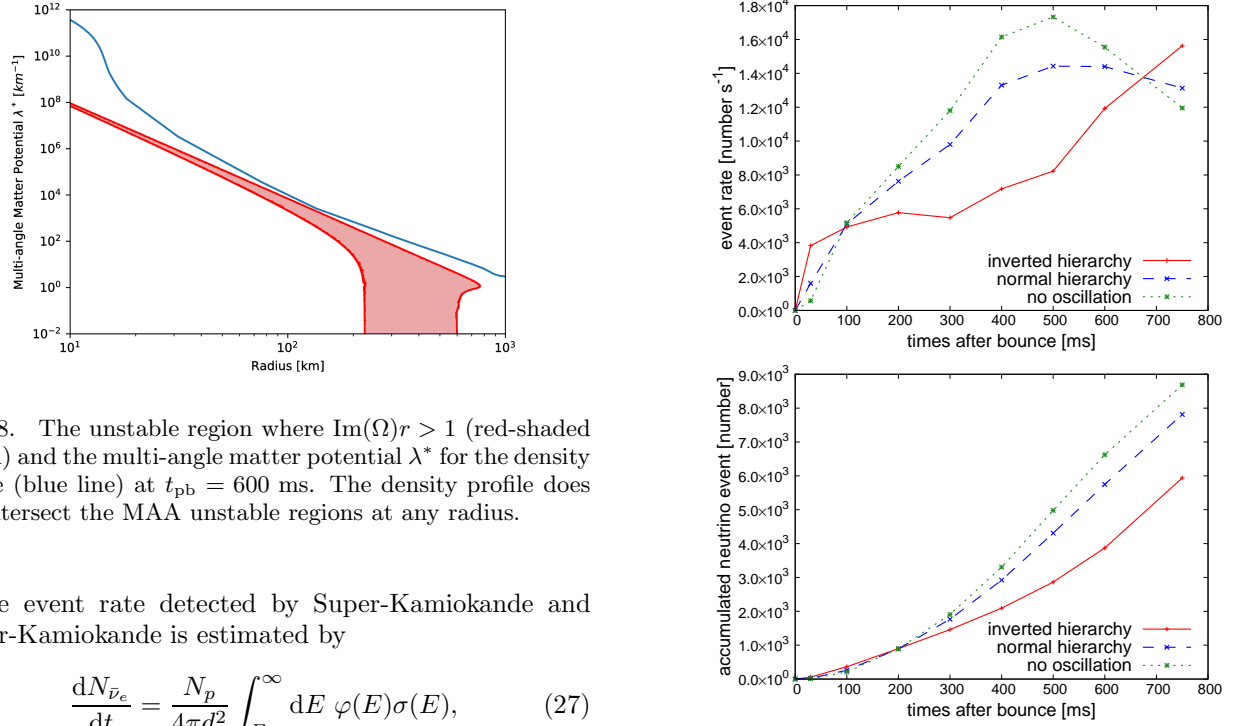 10^12
10^10
10^8
10^6
10^4
10^2
10^0
10^−2
Multi-angle Matter Potential λ* [km^−1]
10^1 10^2 10^3
Radius [km]
8. The unstable region where Im(Ω)r > 1 (red-shaded
) and the multi-angle matter potential λ* for the density
e (blue line) at t_pb = 600 ms. The density profile does
ntersect the MAA unstable regions at any radius.
e event rate detected by Super-Kamiokande and
r-Kamiokande is estimated by
dN_ν̄e/dt = N_p/4πd^2 ∫^∞ dE φ(E)σ(E), (27)
1.8×10^4
1.6×10^4
1.4×10^4
1.2×10^4
1.0×10^4
8.0×10^3
6.0×10^3
4.0×10^3
2.0×10^3
0.0×10^0
event rate [number s^-1]
inverted hierarchy
normal hierarchy
no oscillation
0 100 200 300 400 500 600 700 800
times after bounce [ms]
9.0×10^3
8.0×10^3
7.0×10^3
6.0×10^3
5.0×10^3
4.0×10^3
3.0×10^3
2.0×10^3
1.0×10^3
0.0×10^0
accumulated neutrino event [number]
inverted hierarchy
normal hierarchy
no oscillation
0 100 200 300 400 500 600 700 800
times after bounce [ms]